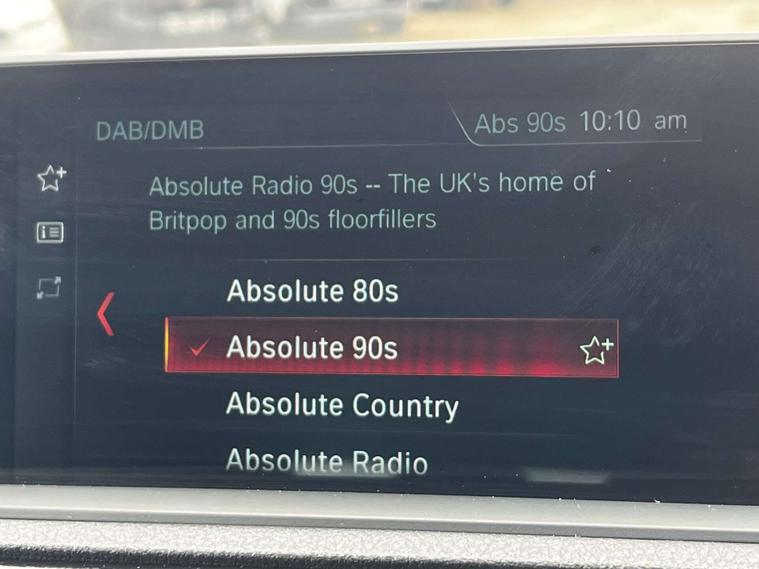 DAB/DMB
Abs 90s 10:10 am
Absolute Radio 90s -- The UK's home of
Britpop and 90s floorfillers
Absolute 80s
Absolute 90s
Absolute Country
Absolute Radio